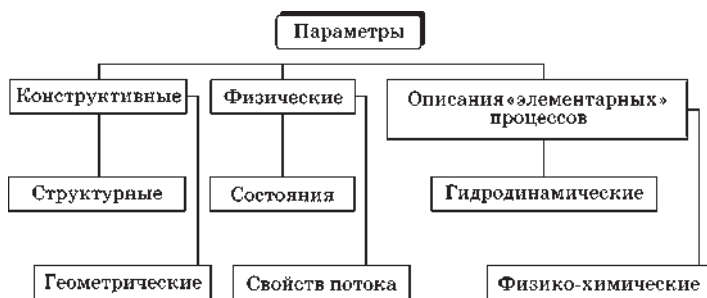 Параметры
Конструктивные
Физические
Описания «элементарных»
процессов
Структурные
Состояния
Гидродинамические
Геометрические
Свойств потока
Физико-химические